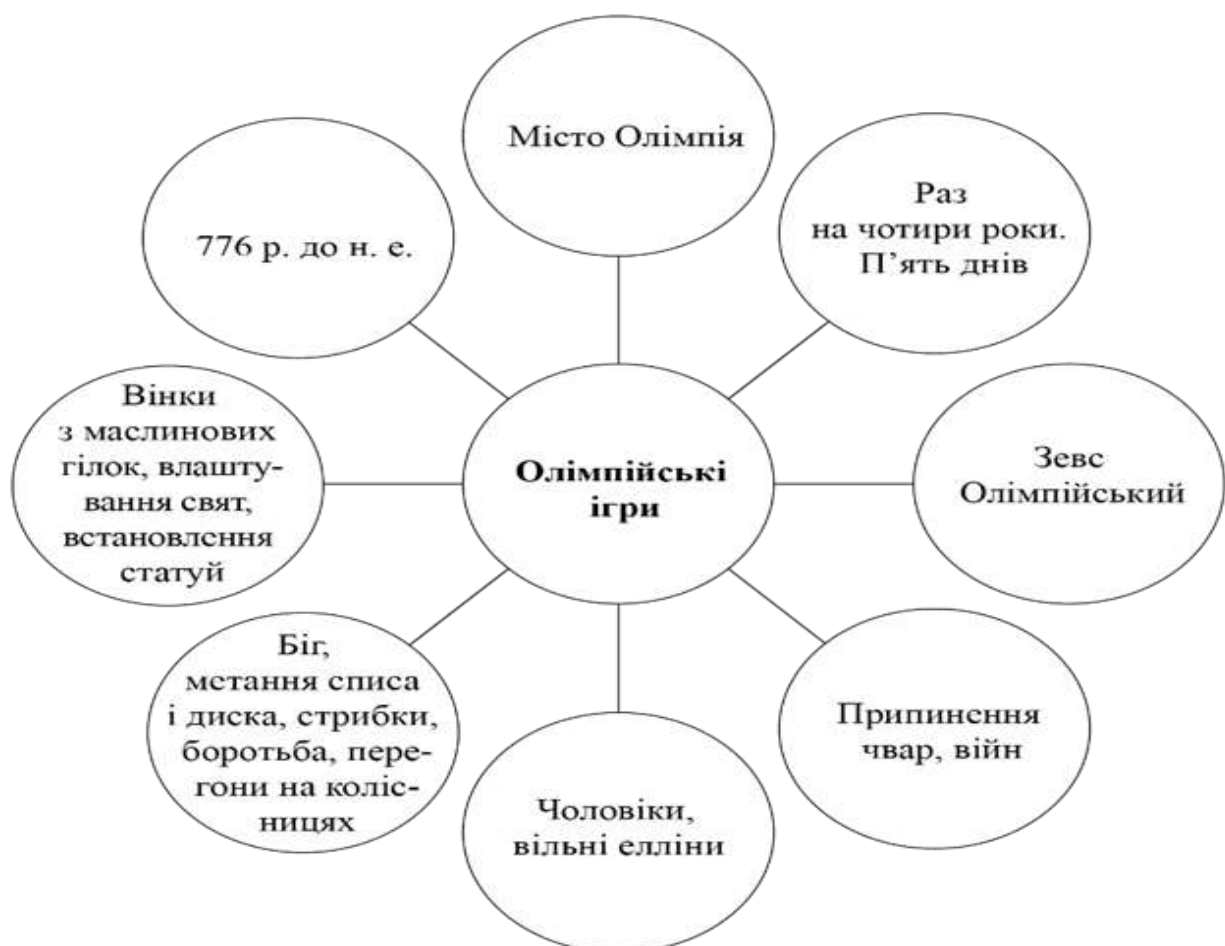 Місто Олімпія
Раз
на чотири роки.
П’ять днів
776 р. до н. е.
Вінки
з маслинових
гілок, влашту-
вання свят,
встановлення
статуй
Олімпійські
ігри
Зевс
Олімпійський
Біг,
метання списа
і диска, стрибки,
боротьба, пере-
гони на коліс-
ницях
Чоловіки,
вільні елліни
Припинення
чвар, війн